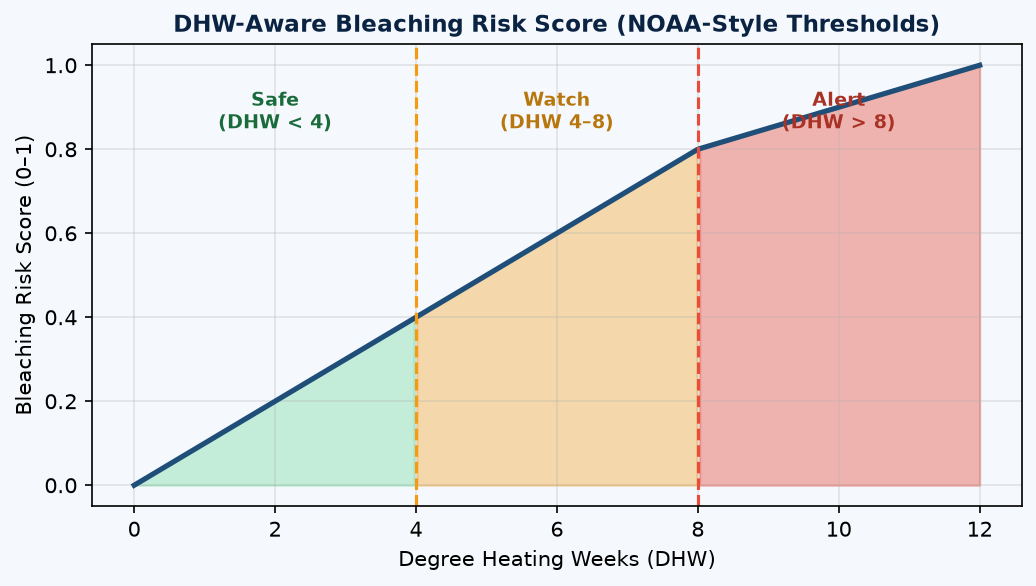 DHW-Aware Bleaching Risk Score (NOAA-Style Thresholds)
Safe
(DHW < 4)
Watch
(DHW 4–8)
Alert
(DHW > 8)
Bleaching Risk Score (0–1)
1.0
0.8
0.6
0.4
0.2
0.0
0 2 4 6 8 10 12
Degree Heating Weeks (DHW)